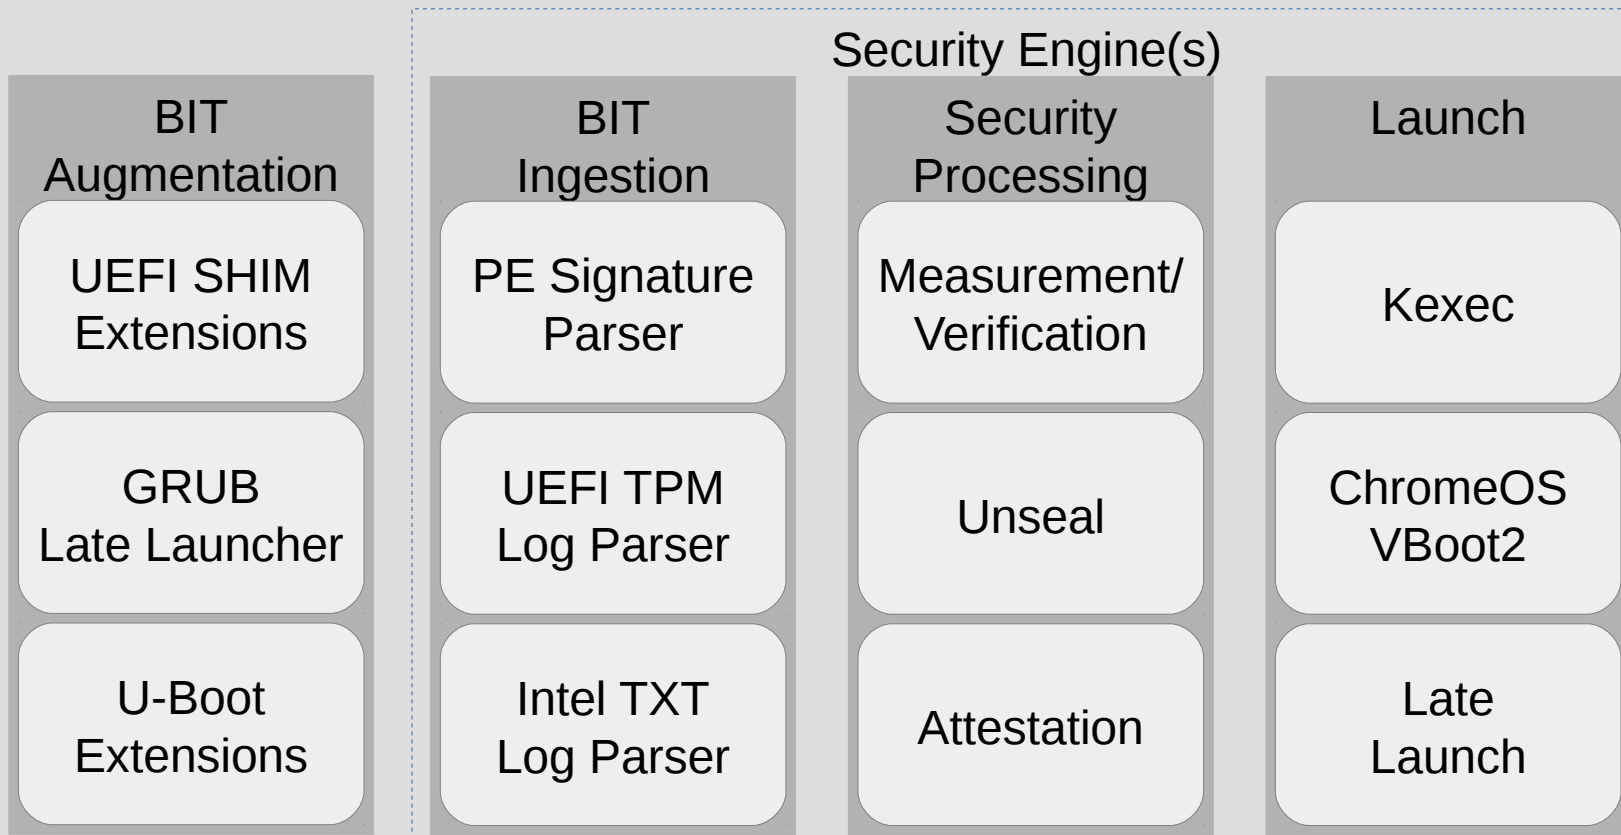 Security Engine(s)
BIT
Augmentation
UEFI SHIM
Extensions
GRUB
Late Launcher
U-Boot
Extensions
BIT
Ingestion
PE Signature
Parser
UEFI TPM
Log Parser
Intel TXT
Log Parser
Security
Processing
Measurement/
Verification
Unseal
Attestation
Launch
Kexec
ChromeOS
VBoot2
Late
Launch